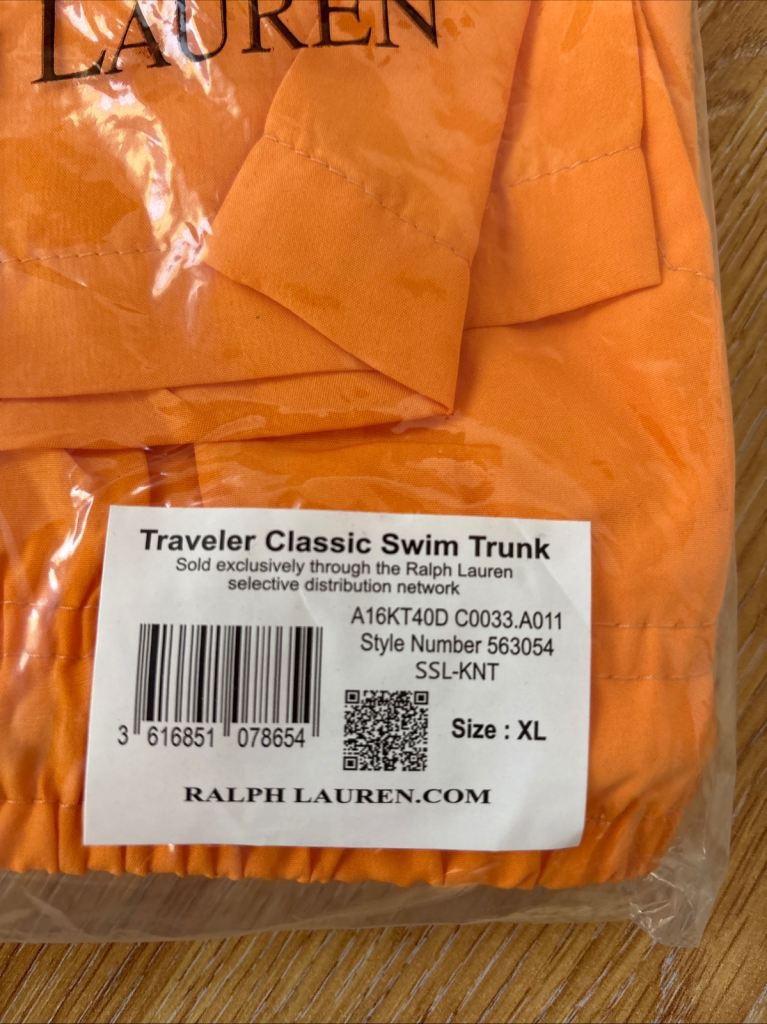 LAUREN
Traveler Classic Swim Trunk
Sold exclusively through the Ralph Lauren
selective distribution network
A16KT40D C0033.A011
Style Number 563054
SSL-KNT
Size : XL
3 616851 078654
RALPH LAUREN.COM